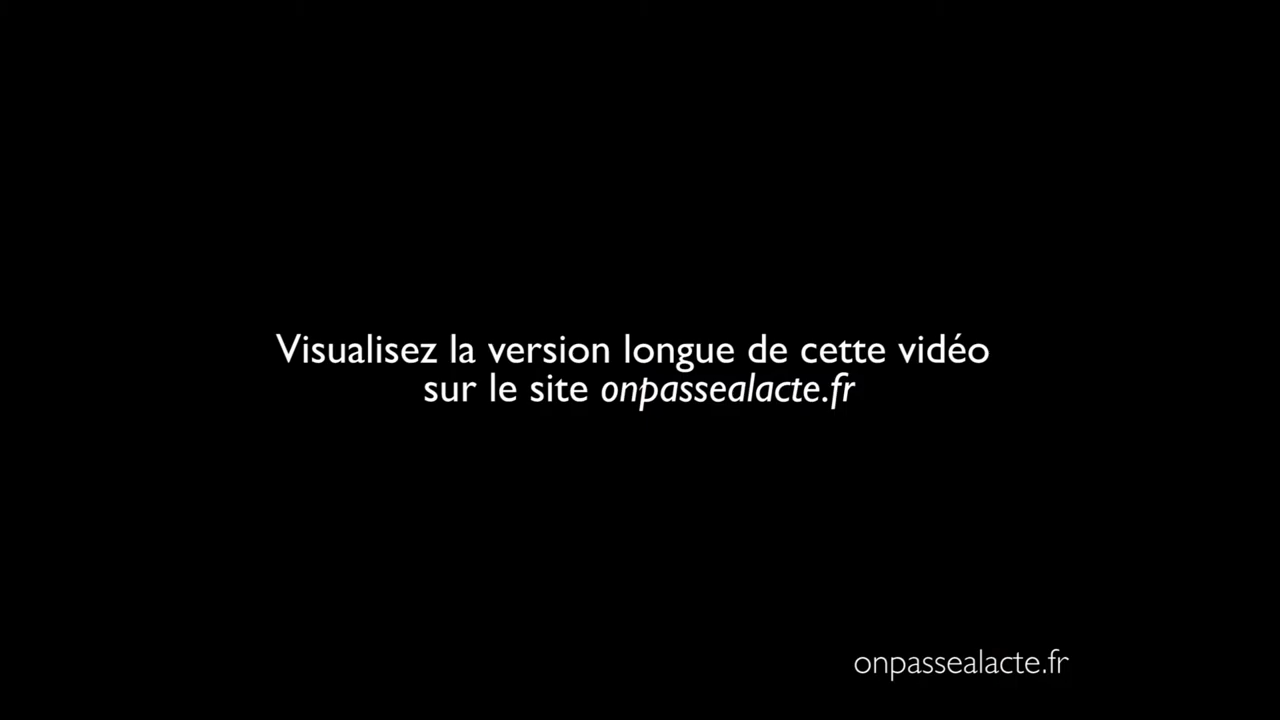 Visualisez la version longue de cette vidéo
sur le site onpassealacte.fr
onpassealacte.fr